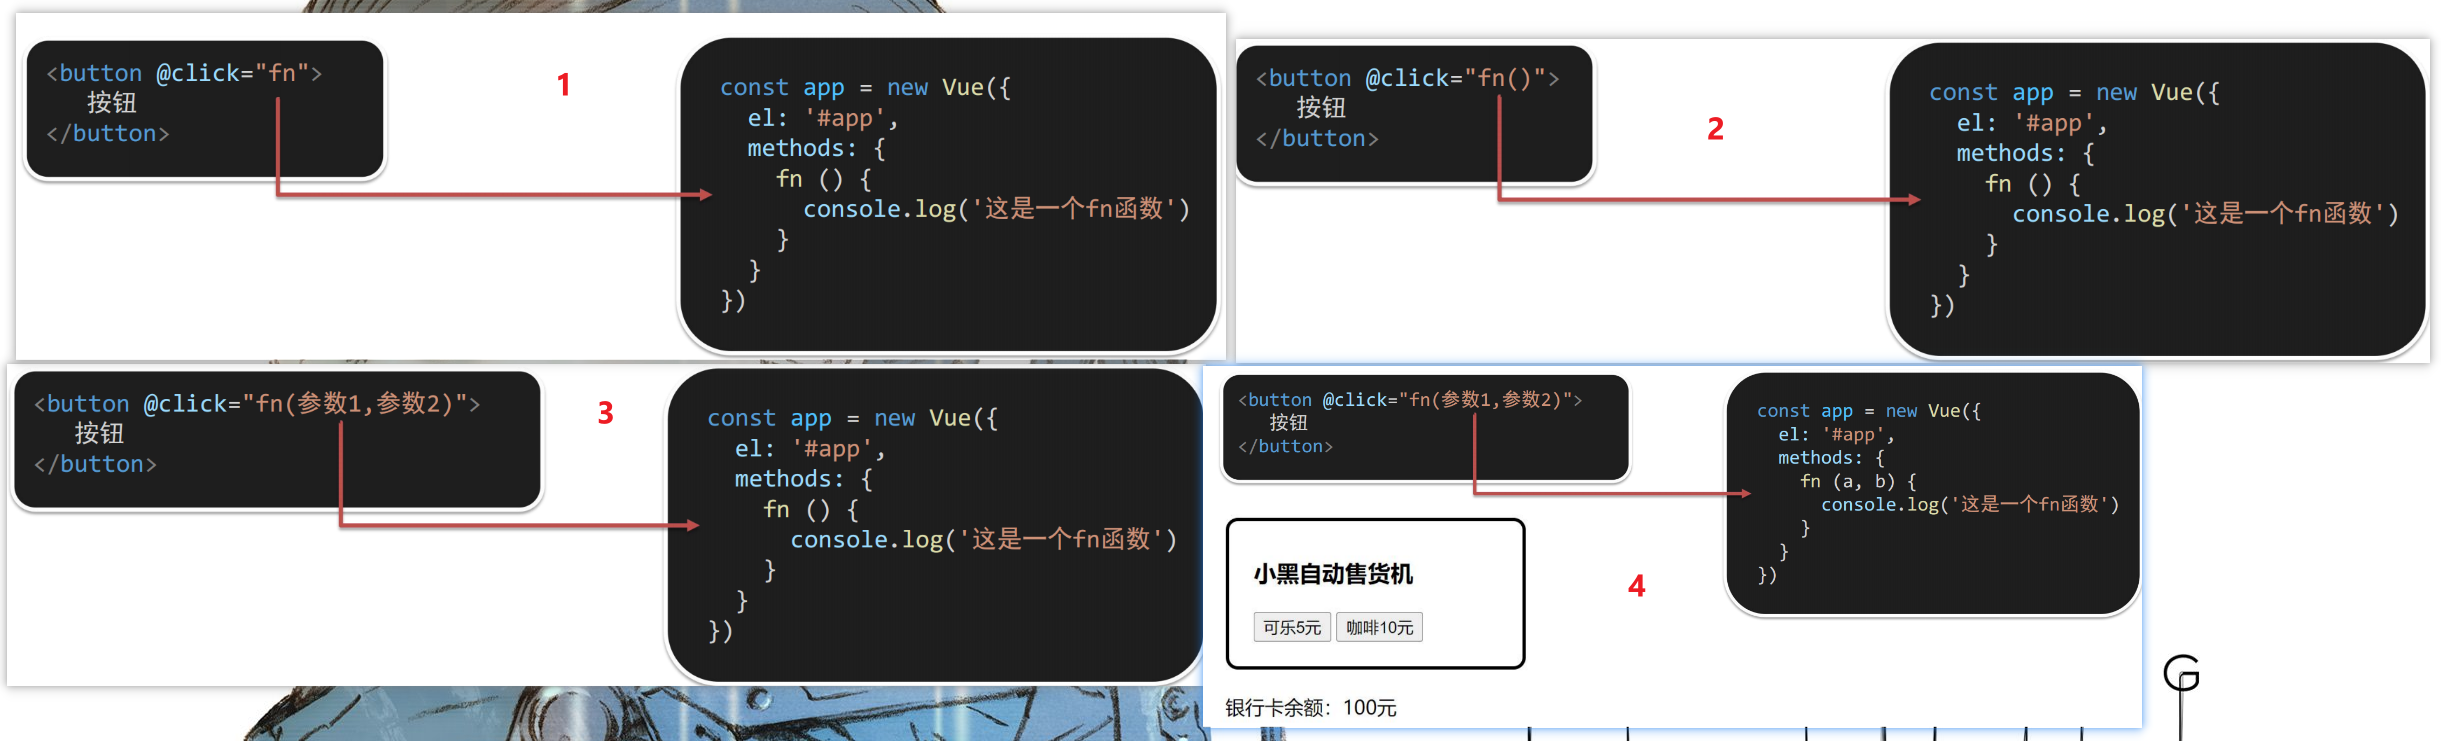 <button @click="fn">
按钮
</button>
1
const app = new Vue({
el: '#app',
methods: {
fn () {
console.log('这是一个fn函数')
}
}
})
<button @click="fn()">
按钮
</button>
2
const app = new Vue({
el: '#app',
methods: {
fn () {
console.log('这是一个fn函数')
}
}
})
<button @click="fn(参数1,参数2)">
按钮
</button>
3
const app = new Vue({
el: '#app',
methods: {
fn () {
console.log('这是一个fn函数')
}
}
})
<button @click="fn(参数1,参数2)">
按钮
</button>
const app = new Vue({
el: '#app',
methods: {
fn (a, b) {
console.log('这是一个fn函数')
}
}
})
小黑自动售货机
可乐5元 咖啡10元
4
银行卡余额：100元
G